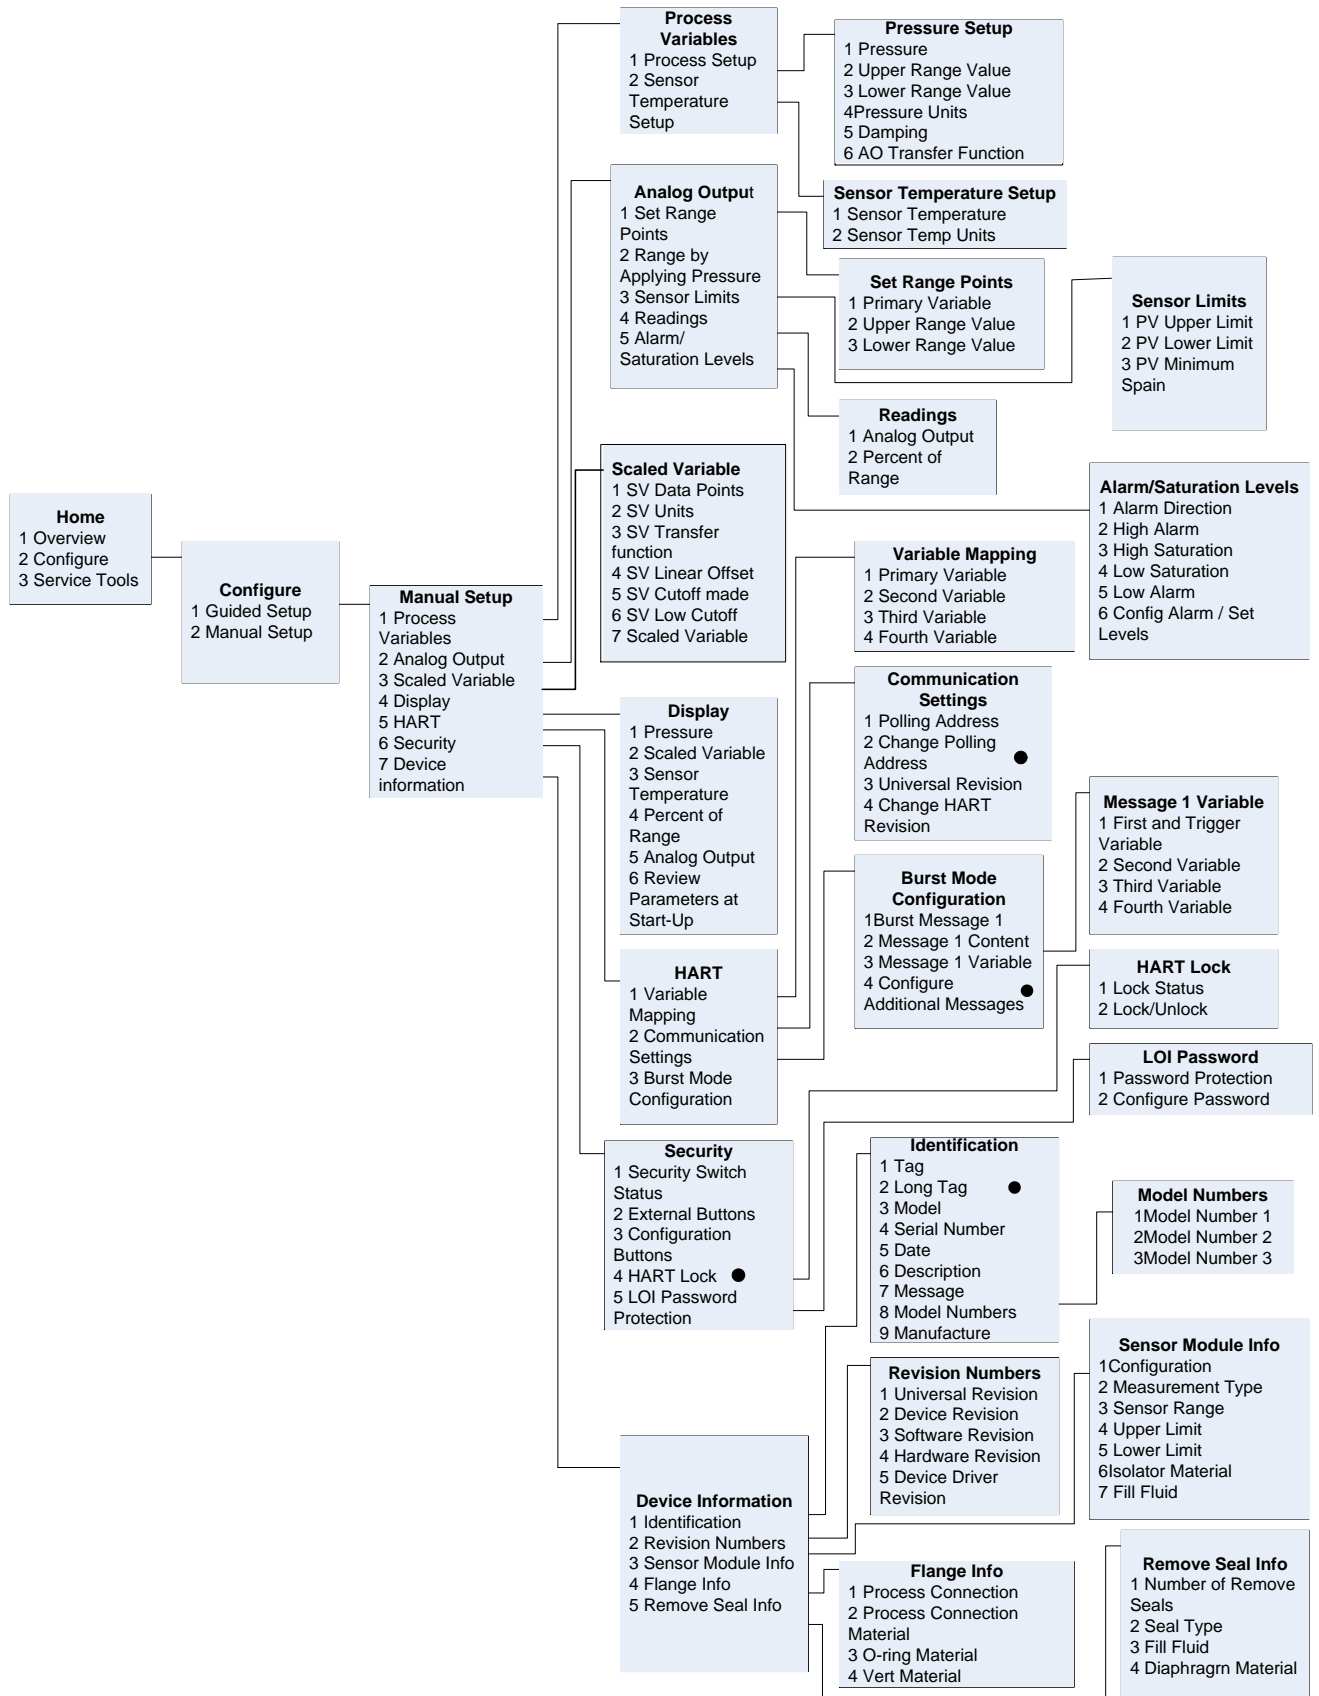 Home
1 Overview
2 Configure
3 Service Tools
Configure
1 Guided Setup
2 Manual Setup
Manual Setup
1 Process
Variables
2 Analog Output
3 Scaled Variable
4 Display
5 HART
6 Security
7 Device
information
Process
Variables
1 Process Setup
2 Sensor
Temperature
Setup
Pressure Setup
1 Pressure
2 Upper Range Value
3 Lower Range Value
4Pressure Units
5 Damping
6 AO Transfer Function
Sensor Temperature Setup
1 Sensor Temperature
2 Sensor Temp Units
Analog Output
1 Set Range
Points
2 Range by
Applying Pressure
3 Sensor Limits
4 Readings
5 Alarm/
Saturation Levels
Set Range Points
1 Primary Variable
2 Upper Range Value
3 Lower Range Value
Sensor Limits
1 PV Upper Limit
2 PV Lower Limit
3 PV Minimum
Spain
Readings
1 Analog Output
2 Percent of
Range
Alarm/Saturation Levels
1 Alarm Direction
2 High Alarm
3 High Saturation
4 Low Saturation
5 Low Alarm
6 Config Alarm / Set
Levels
Scaled Variable
1 SV Data Points
2 SV Units
3 SV Transfer
function
4 SV Linear Offset
5 SV Cutoff made
6 SV Low Cutoff
7 Scaled Variable
Display
1 Pressure
2 Scaled Variable
3 Sensor
Temperature
4 Percent of
Range
5 Analog Output
6 Review
Parameters at
Start-Up
HART
1 Variable
Mapping
2 Communication
Settings
3 Burst Mode
Configuration
Variable Mapping
1 Primary Variable
2 Second Variable
3 Third Variable
4 Fourth Variable
Communication
Settings
1 Polling Address
2 Change Polling
Address
3 Universal Revision
4 Change HART
Revision
Burst Mode
Configuration
1Burst Message 1
2 Message 1 Content
3 Message 1 Variable
4 Configure
Additional Messages
Message 1 Variable
1 First and Trigger
Variable
2 Second Variable
3 Third Variable
4 Fourth Variable
Security
1 Security Switch
Status
2 External Buttons
3 Configuration
Buttons
4 HART Lock
5 LOI Password
Protection
HART Lock
1 Lock Status
2 Lock/Unlock
LOI Password
1 Password Protection
2 Configure Password
Device Information
1 Identification
2 Revision Numbers
3 Sensor Module Info
4 Flange Info
5 Remove Seal Info
Identification
1 Tag
2 Long Tag
3 Model
4 Serial Number
5 Date
6 Description
7 Message
8 Model Numbers
9 Manufacture
Model Numbers
1Model Number 1
2Model Number 2
3Model Number 3
Revision Numbers
1 Universal Revision
2 Device Revision
3 Software Revision
4 Hardware Revision
5 Device Driver
Revision
Sensor Module Info
1Configuration
2 Measurement Type
3 Sensor Range
4 Upper Limit
5 Lower Limit
6Isolator Material
7 Fill Fluid
Flange Info
1 Process Connection
2 Process Connection
Material
3 O-ring Material
4 Vert Material
Remove Seal Info
1 Number of Remove
Seals
2 Seal Type
3 Fill Fluid
4 Diaphragrn Material